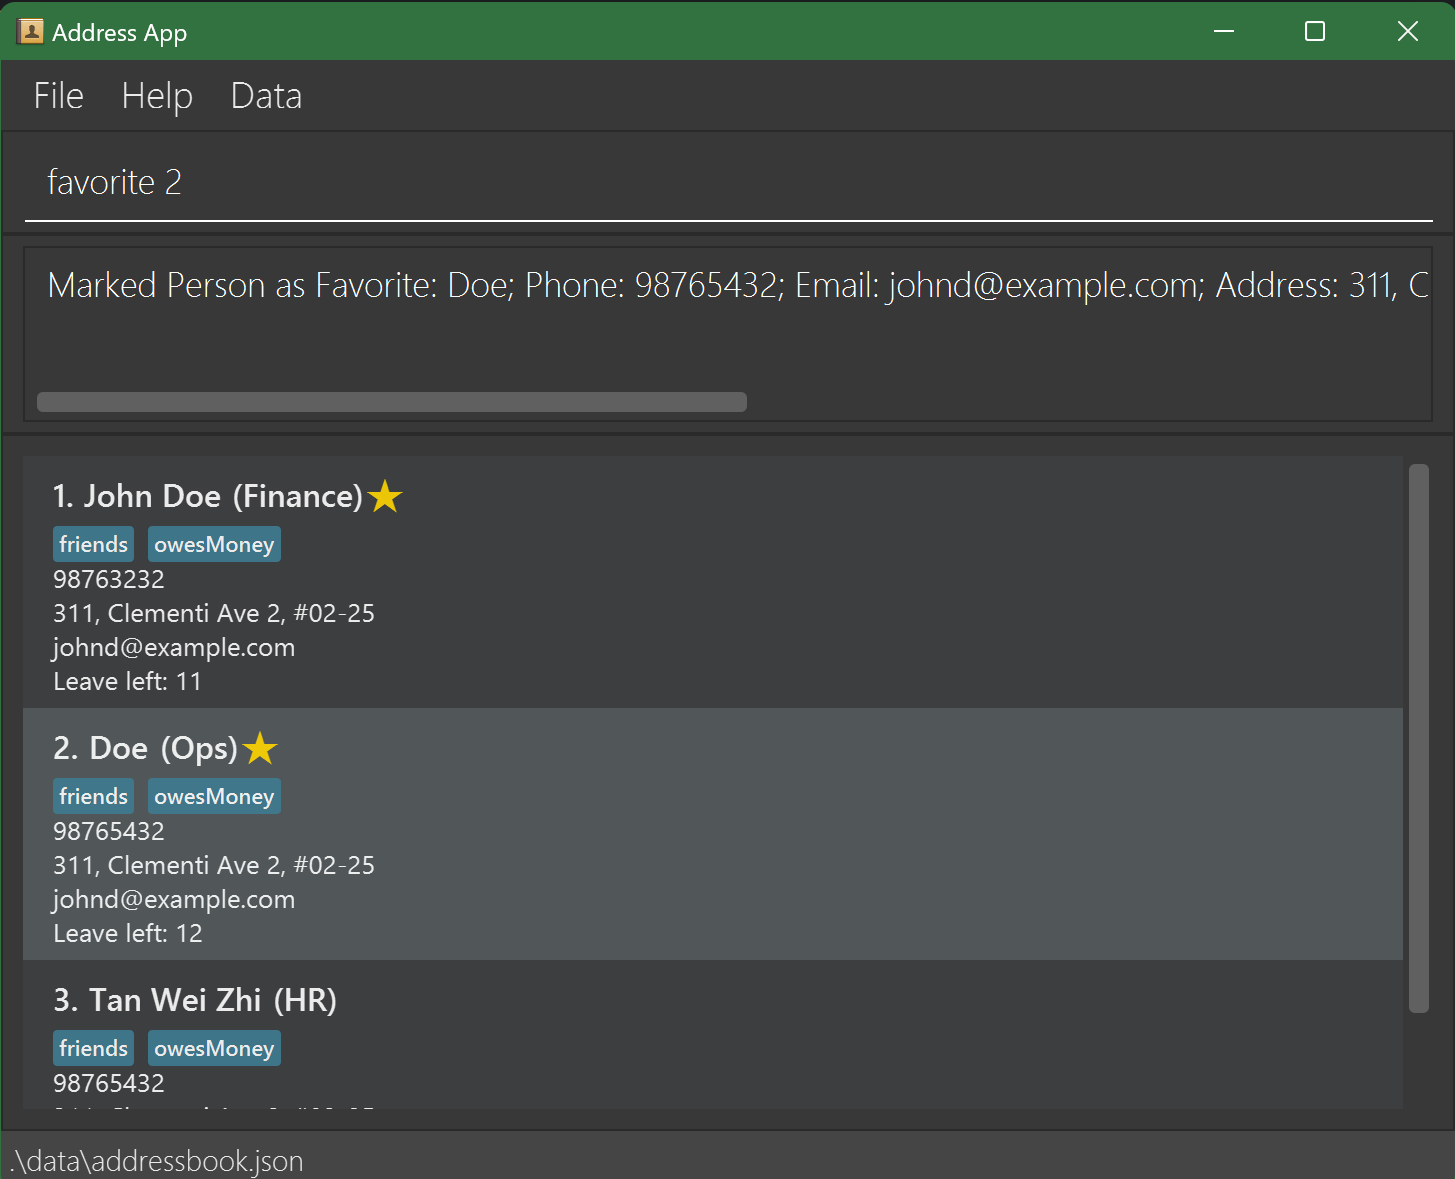 Address App
File Help Data
favorite 2
Marked Person as Favorite: Doe; Phone: 98765432; Email: johnd@example.com; Address: 311, C
1. John Doe (Finance)★
friends owesMoney
98763232
311, Clementi Ave 2, #02-25
johnd@example.com
Leave left: 11
2. Doe (Ops)★
friends owesMoney
98765432
311, Clementi Ave 2, #02-25
johnd@example.com
Leave left: 12
3. Tan Wei Zhi (HR)
friends owesMoney
98765432
.\data\addressbook.json